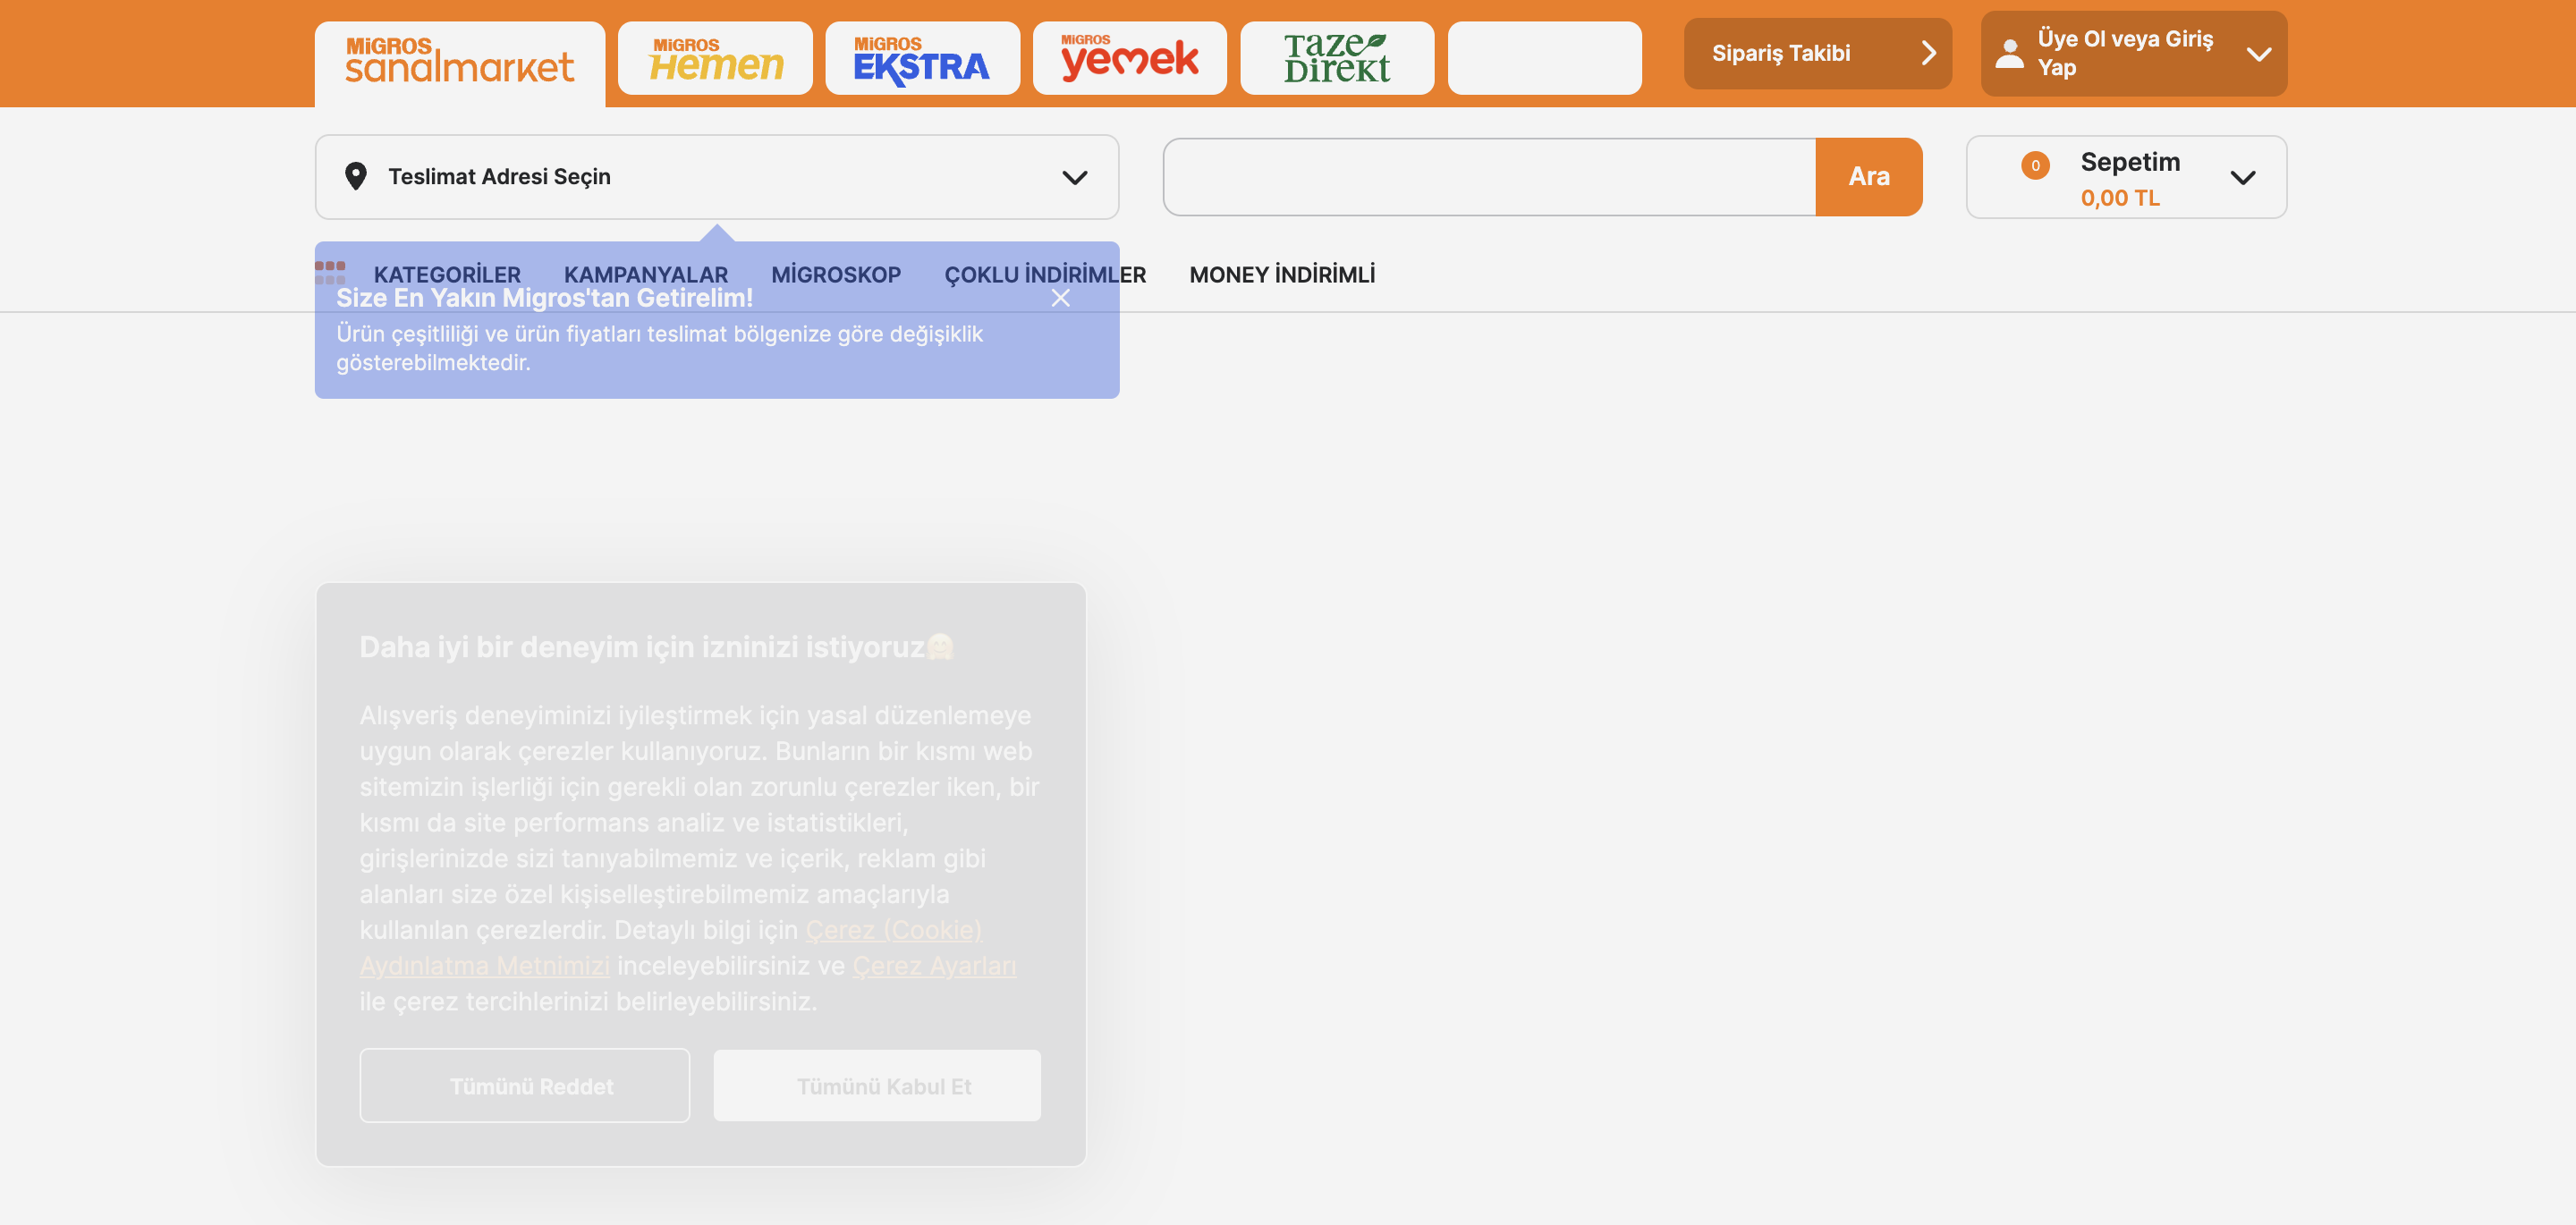 MiGROS
sanalmarket
MiGROS
Hemen
MiGROS
EKSTRA
MiGROS
yemek
Taze
Direkt
Sipariş Takibi
Üye Ol veya Giriş
Yap
Teslimat Adresi Seçin
Ara
0
Sepetim
0,00 TL
KATEGORİLER
KAMPANYALAR
MİGROSKOP
ÇOKLU İNDİRİMLER
MONEY İNDİRİMLİ
Size En Yakın Migros'tan Getirelim!
Ürün çeşitliliği ve ürün fiyatları teslimat bölgenize göre değişiklik
gösterebilmektedir.
Daha iyi bir deneyim için izninizi istiyoruz🤗
Alışveriş deneyiminizi iyileştirmek için yasal düzenlemeye
uygun olarak çerezler kullanıyoruz. Bunların bir kısmı web
sitemizin işlerliği için gerekli olan zorunlu çerezler iken, bir
kısmı da site performans analiz ve istatistikleri,
girişlerinizde sizi tanıyabilmemiz ve içerik, reklam gibi
alanları size özel kişiselleştirebilmemiz amaçlarıyla
kullanılan çerezlerdir. Detaylı bilgi için Çerez (Cookie)
Aydınlatma Metnimizi inceleyebilirsiniz ve Çerez Ayarları
ile çerez tercihlerinizi belirleyebilirsiniz.
Tümünü Reddet
Tümünü Kabul Et